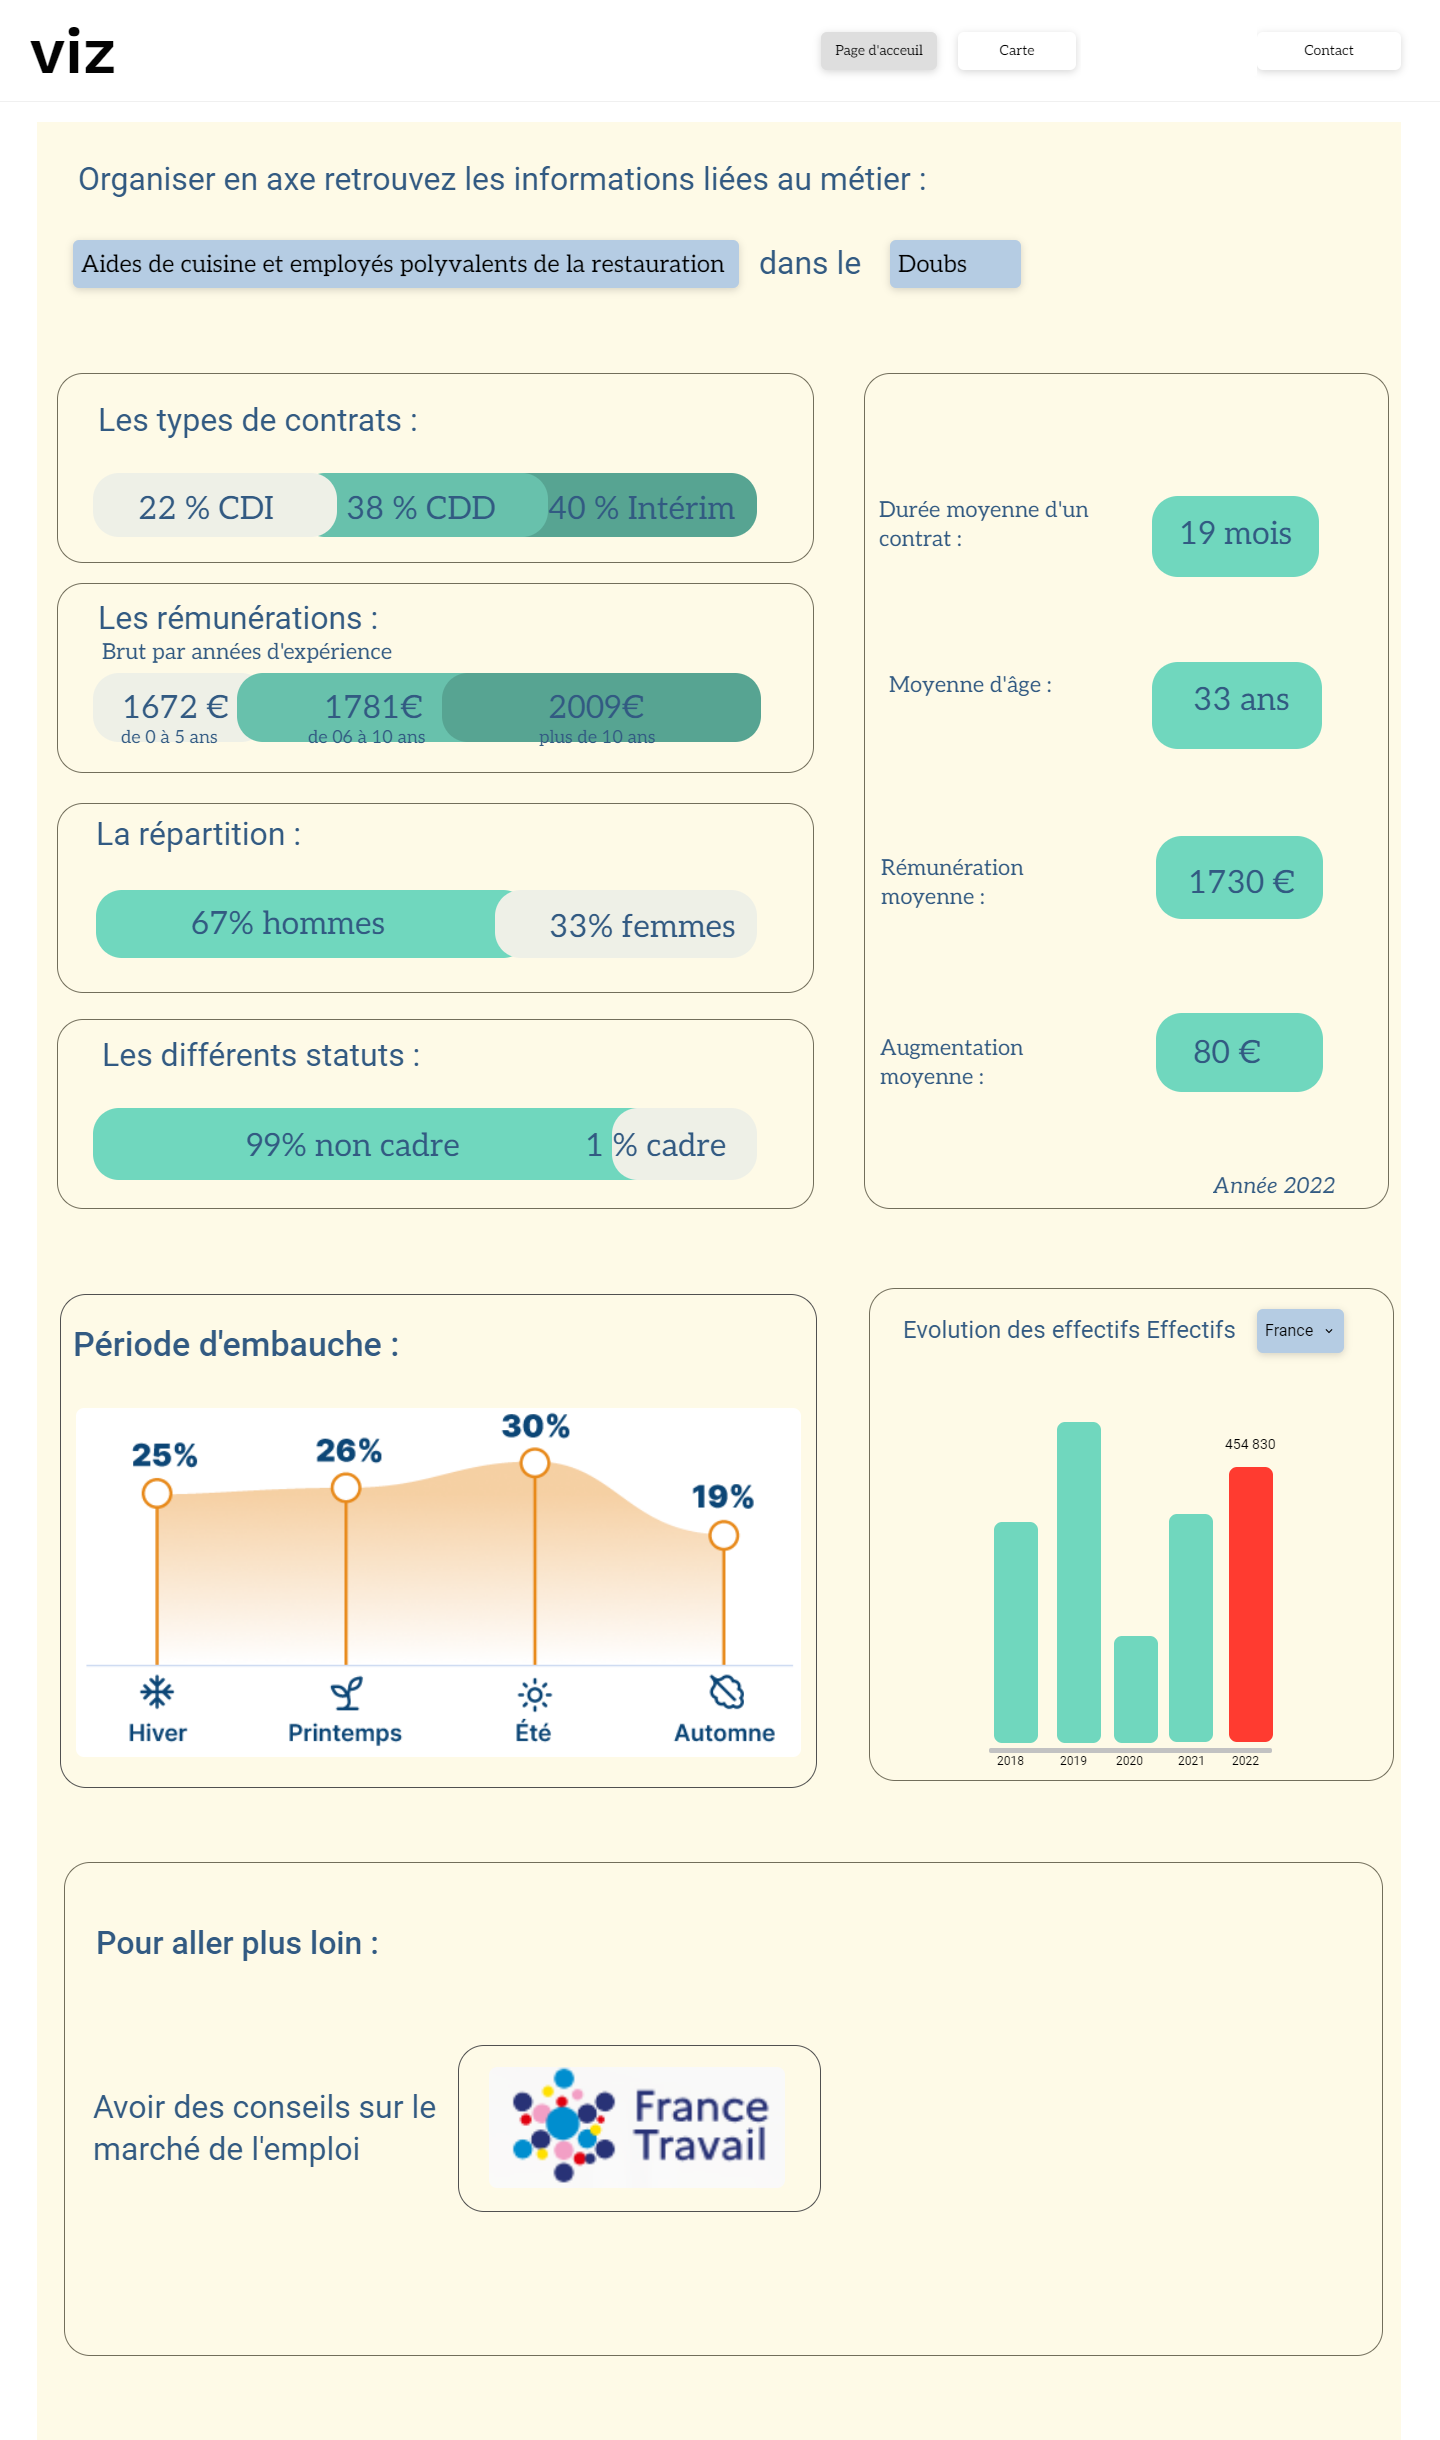 viz
Page d'acceuil
Carte
Contact
Organiser en axe retrouvez les informations liées au métier :
Aides de cuisine et employés polyvalents de la restauration
dans le
Doubs
Les types de contrats :
22 % CDI
38 % CDD
40 % Intérim
Les rémunérations :
Brut par années d'expérience
1672 €
1781€
2009€
de 0 à 5 ans
de 06 à 10 ans
plus de 10 ans
La répartition :
67% hommes
33% femmes
Les différents statuts :
99% non cadre
1 % cadre
Durée moyenne d'un
contrat :
19 mois
Moyenne d'âge :
33 ans
Rémunération
moyenne :
1730 €
Augmentation
moyenne :
80 €
Année 2022
Période d'embauche :
25%
26%
30%
19%
Hiver
Printemps
Été
Automne
Evolution des effectifs Effectifs
France
454 830
2018
2019
2020
2021
2022
Pour aller plus loin :
Avoir des conseils sur le
marché de l'emploi
France
Travail